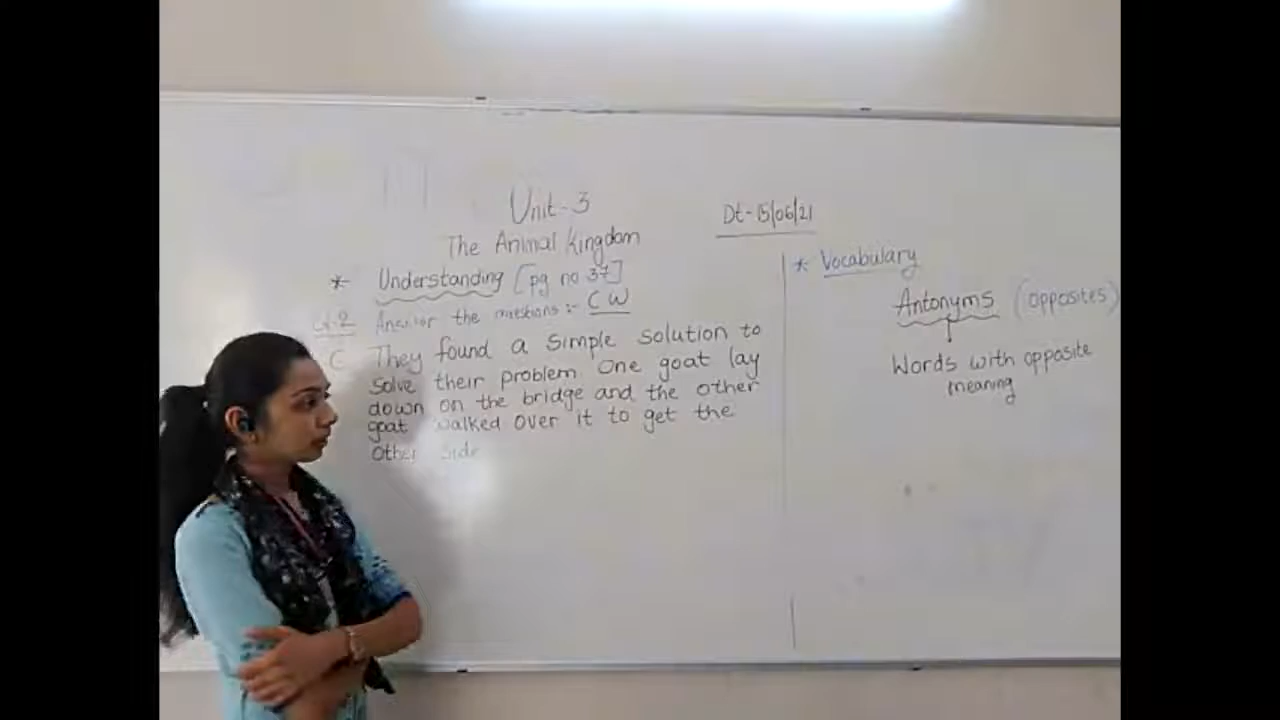 Unit-3
Dt-15/06/21
The Animal Kingdom
* Understanding [pg no 37]
Q-2 Answer the questions:- C W
C They found a simple solution to
solve their problem. One goat lay
down on the bridge and the other
goat walked over it to get the
other side
* Vocabulary
Antonyms (opposites)
Words with opposite
meaning